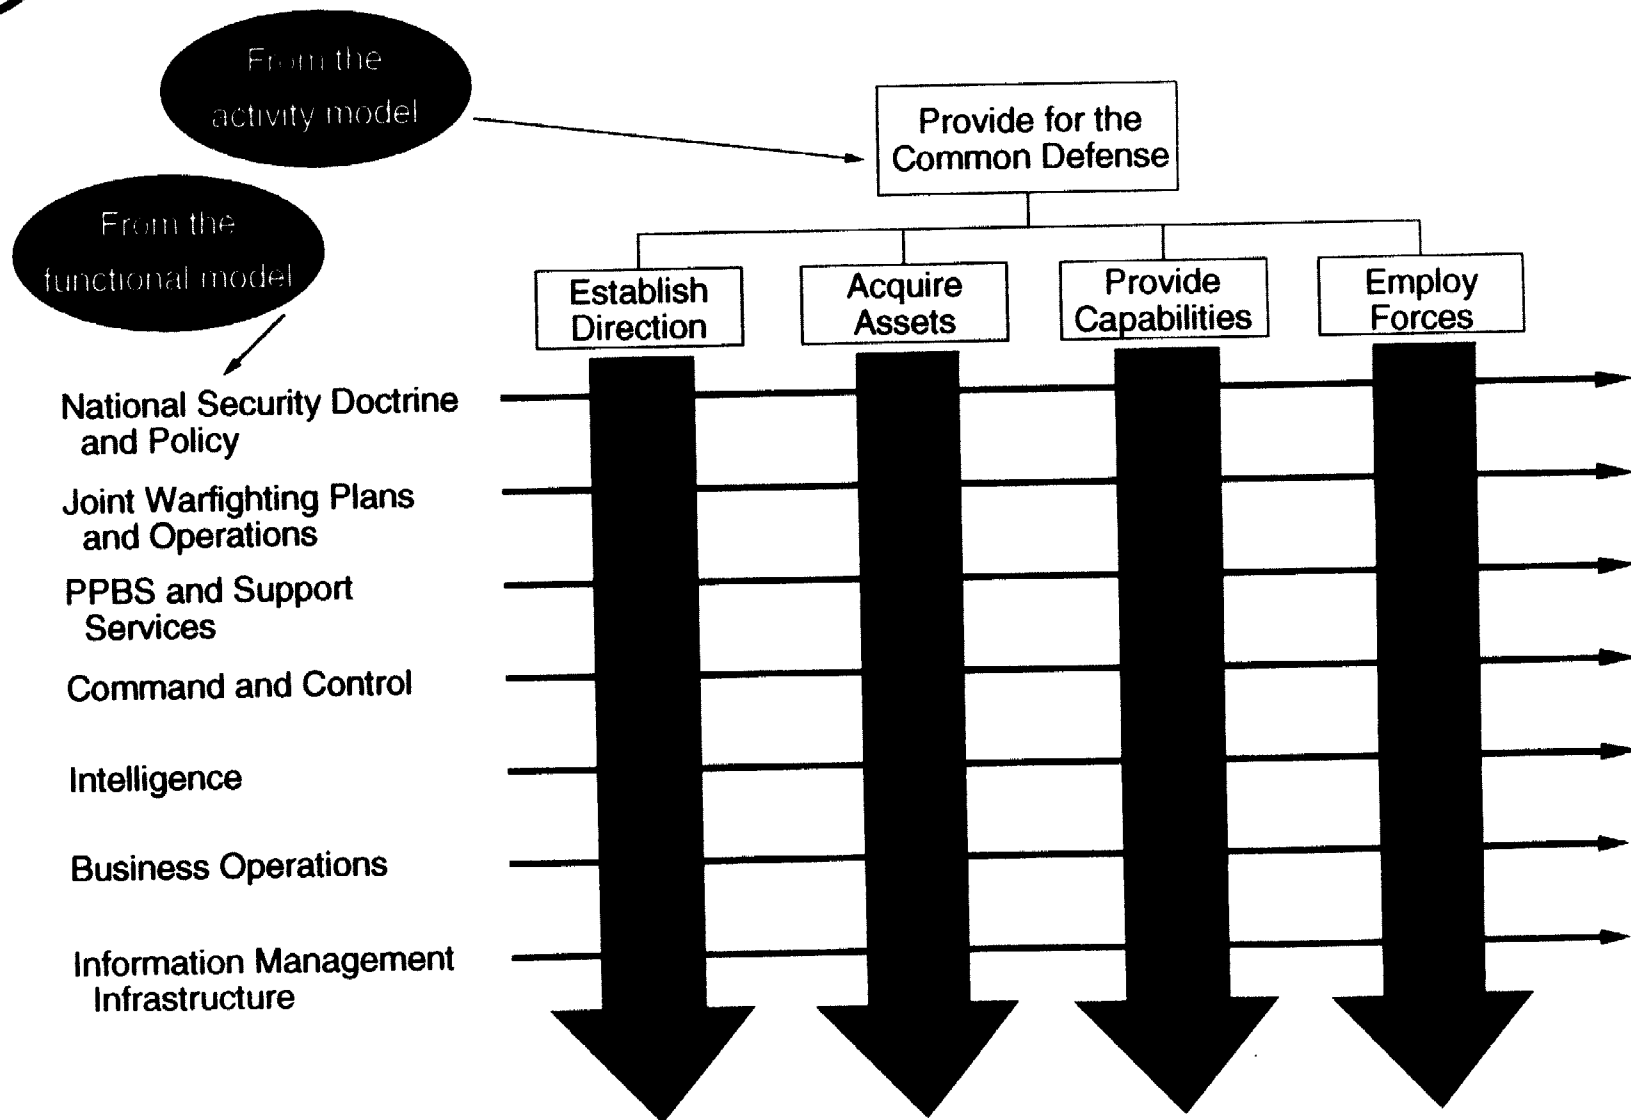 From the
activity model
Provide for the
Common Defense
From the
functional model
Establish
Direction
Acquire
Assets
Provide
Capabilities
Employ
Forces
National Security Doctrine
and Policy
Joint Warfighting Plans
and Operations
PPBS and Support
Services
Command and Control
Intelligence
Business Operations
Information Management
Infrastructure